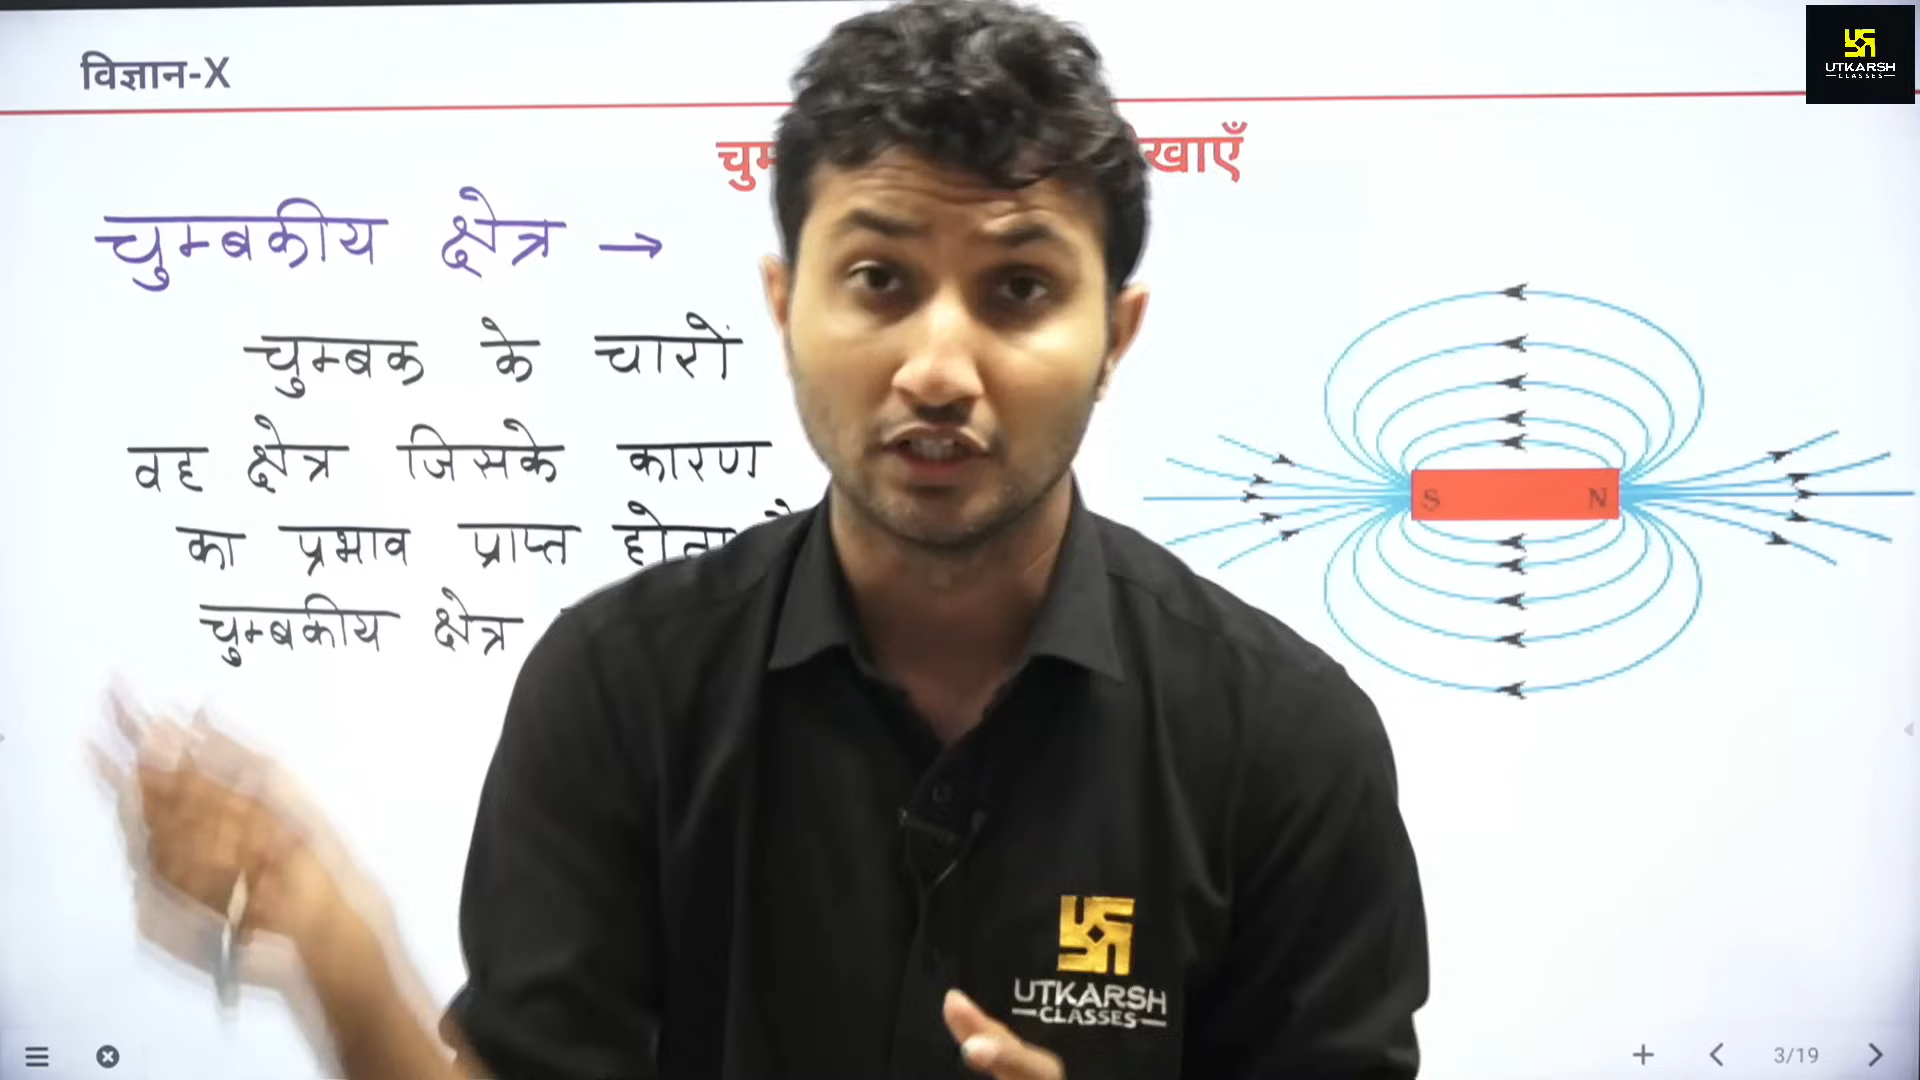 विज्ञान-X
UTKARSH
CLASSES
खाएँ
चुम्बकीय क्षेत्र →
चुम्बक के चारों
वह क्षेत्र जिसके कारण
का प्रभाव प्राप्त
चुम्बकीय क्षेत्र
S N
UTKARSH
CLASSES
3/19